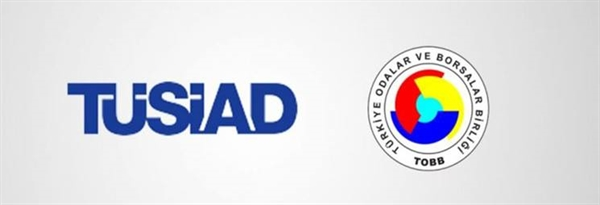 TÜSİAD
TÜRKİYE ODALAR VE BORSALAR BİRLİĞİ
TOBB